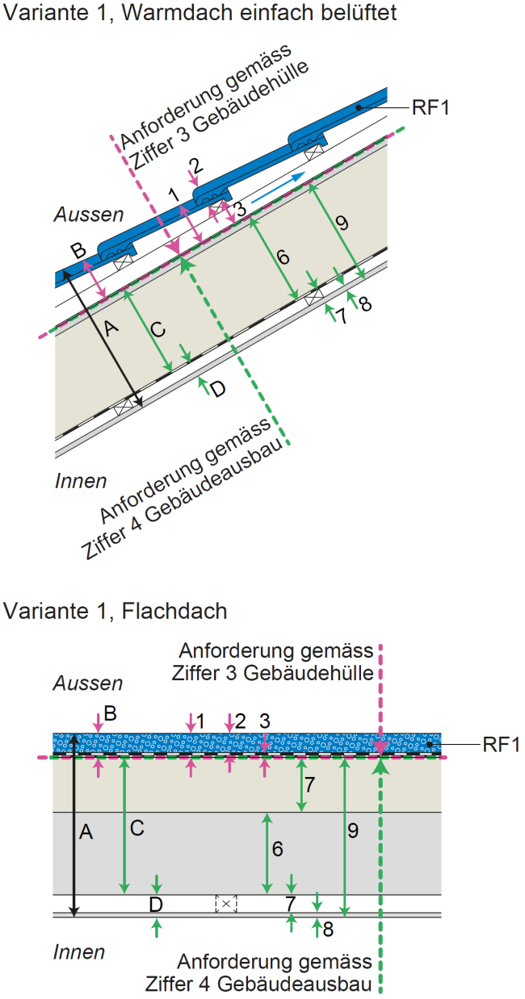 Variante 1, Warmdach einfach belüftet
Anforderung gemäss
Ziffer 3 Gebäudehülle
RF1
2
1
Aussen
3
B
9
6
A
C
7
8
D
Innen
Anforderung gemäss
Ziffer 4 Gebäudeausbau
Variante 1, Flachdach
Anforderung gemäss
Ziffer 3 Gebäudehülle
Aussen
B
1
2
3
RF1
7
A
C
6
9
D
7
8
Innen
Anforderung gemäss
Ziffer 4 Gebäudeausbau